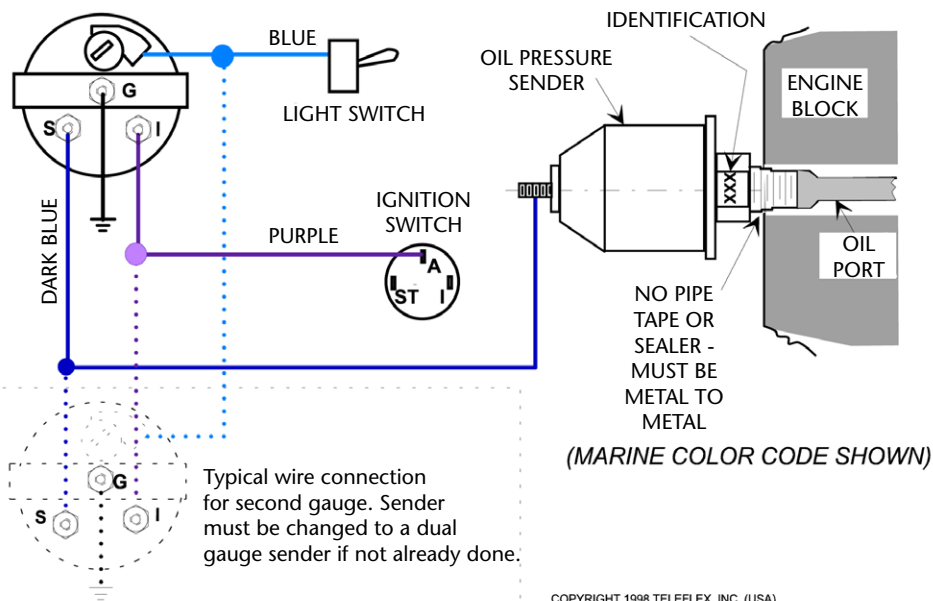 IDENTIFICATION
BLUE
OIL PRESSURE
SENDER
ENGINE
BLOCK
G
LIGHT SWITCH
S
I
XXX
IGNITION
SWITCH
DARK BLUE
PURPLE
A
ST
I
OIL
PORT
NO PIPE
TAPE OR
SEALER -
MUST BE
METAL TO
METAL
(MARINE COLOR CODE SHOWN)
G
S
I
Typical wire connection
for second gauge. Sender
must be changed to a dual
gauge sender if not already done.
COPYRIGHT 1998 TELEFLEX, INC. (USA)